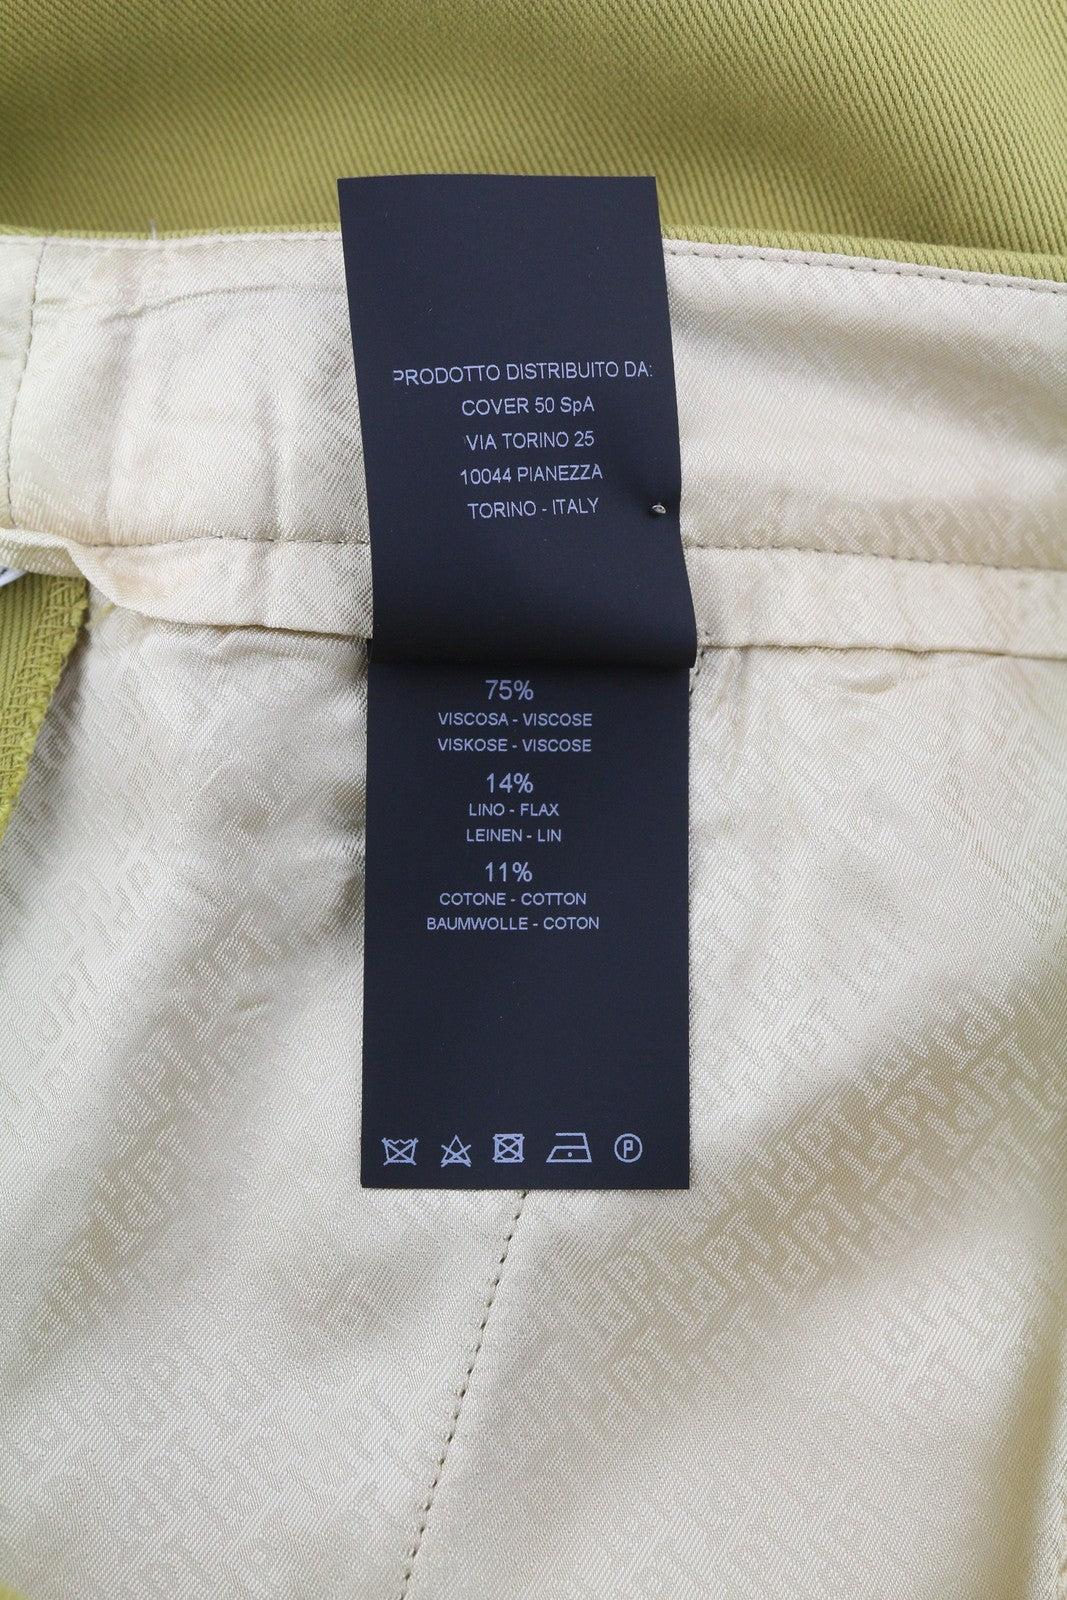 PRODOTTO DISTRIBUITO DA:
COVER 50 SpA
VIA TORINO 25
10044 PIANEZZA
TORINO - ITALY
75%
VISCOSA - VISCOSE
VISKOSE - VISCOSE
14%
LINO - FLAX
LEINEN - LIN
11%
COTONE - COTTON
BAUMWOLLE - COTON
P